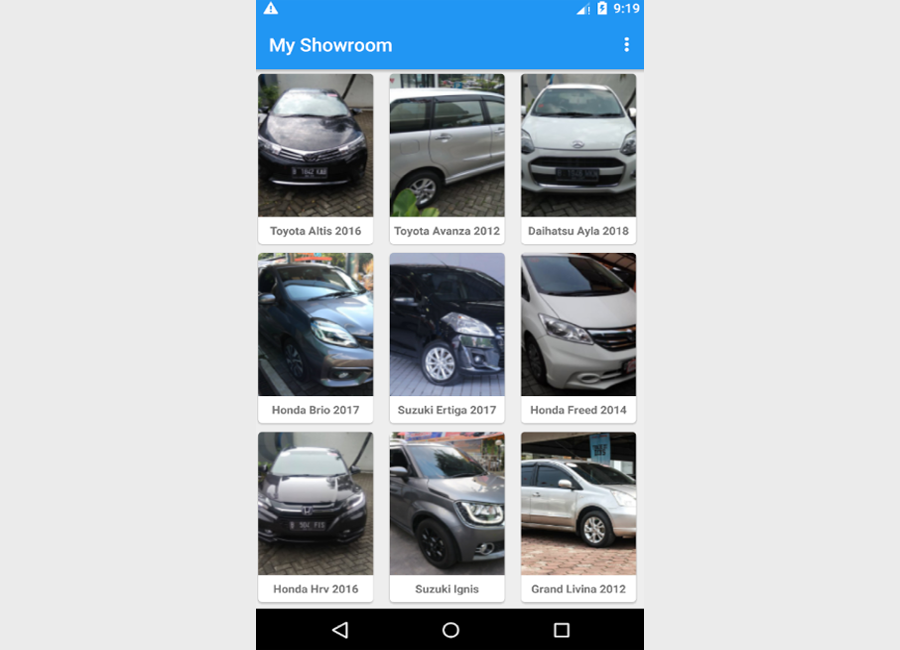 9:19
My Showroom
Toyota Altis 2016
Toyota Avanza 2012
Daihatsu Ayla 2018
Honda Brio 2017
Suzuki Ertiga 2017
Honda Freed 2014
Honda Hrv 2016
Suzuki Ignis
Grand Livina 2012